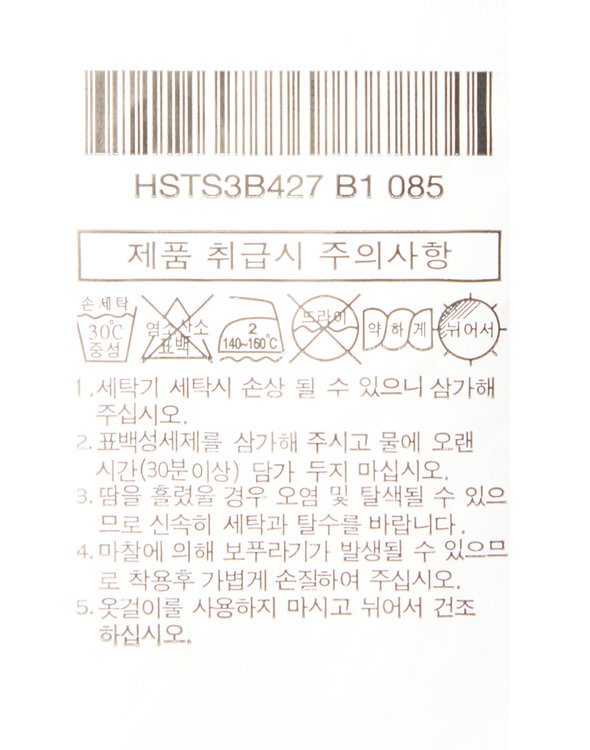 HSTS3B427 B1 085
제품 취급시 주의사항
손세탁
30℃
중성
염소산소
표백
2
140~160℃
드라이
약하게
뉘어서
1.세탁기 세탁시 손상 될 수 있으니 삼가해
주십시오.
2.표백성세제를 삼가해 주시고 물에 오랜
시간(30분이상) 담가 두지 마십시오.
3.땀을 흘렸을 경우 오염 및 탈색될 수 있으
므로 신속히 세탁과 탈수를 바랍니다.
4.마찰에 의해 보푸라기가 발생될 수 있으므
로 착용후 가볍게 손질하여 주십시오.
5.옷걸이를 사용하지 마시고 뉘어서 건조
하십시오.